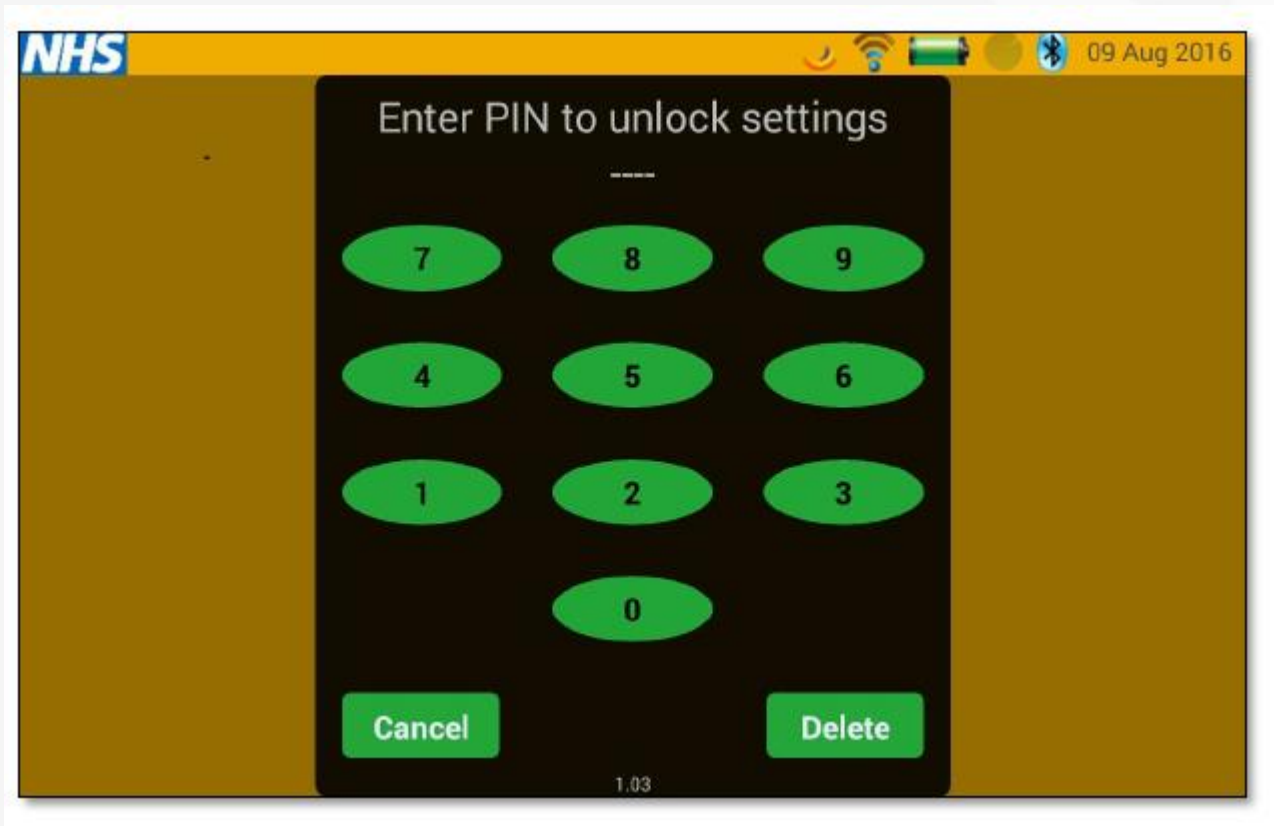 NHS 09 Aug 2016
Enter PIN to unlock settings
----
7 8 9
4 5 6
1 2 3
0
Cancel Delete
1.03